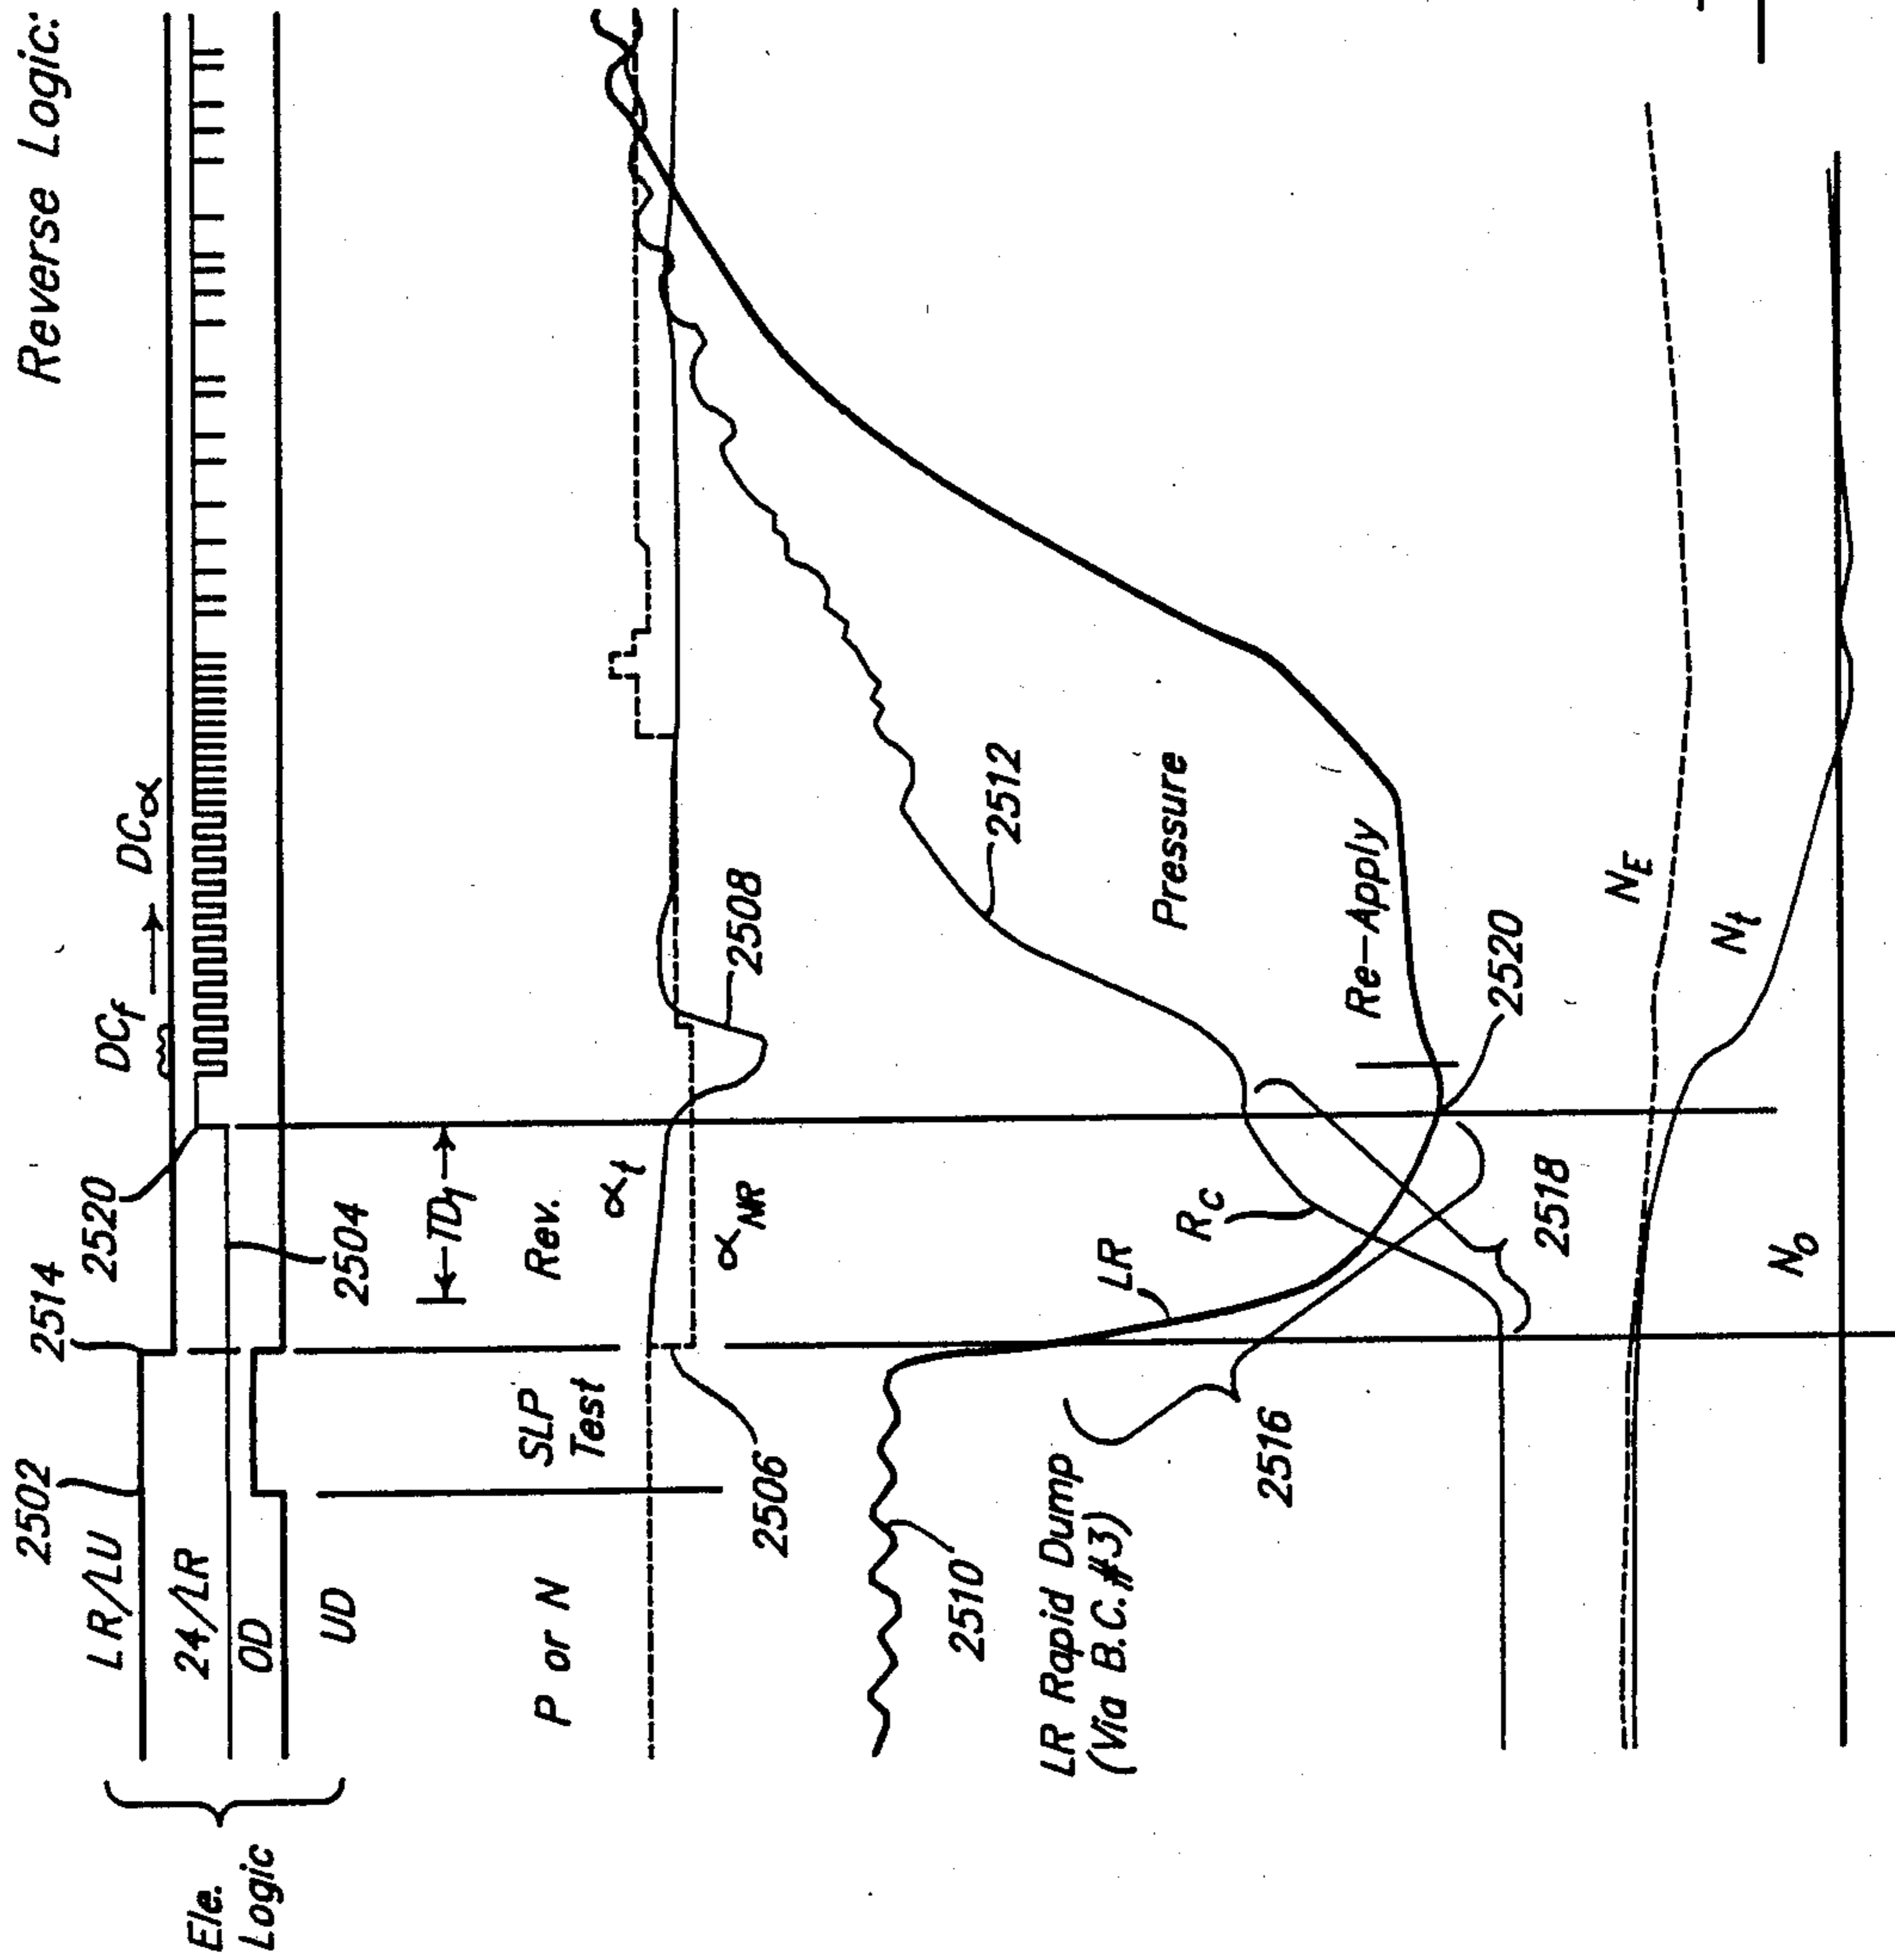 Reverse Logic:
2502
2514
2520
DCf → DCα
LR/LU
24/LR
OD
UD
Ele.
Logic
2504
←TD1→
P or N
SLP
Test
Rev.
αt
αNR
2506
2508
2510
2512
LR Rapid Dump
(Via B.C.#3)
LR
RC
Pressure
2516
Re-Apply
2520
2518
NE
Nt
No